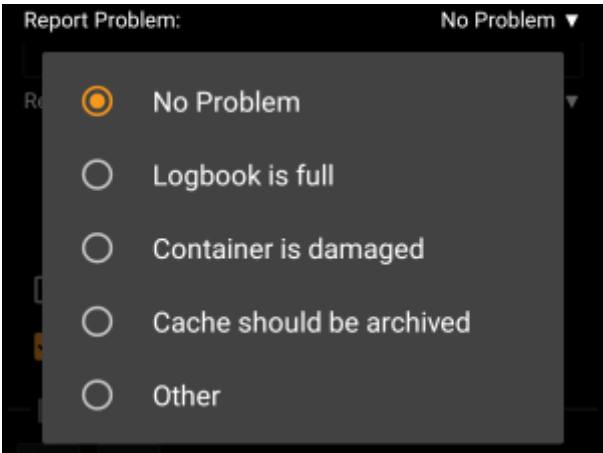 Report Problem: No Problem ▼
No Problem
Logbook is full
Container is damaged
Cache should be archived
Other